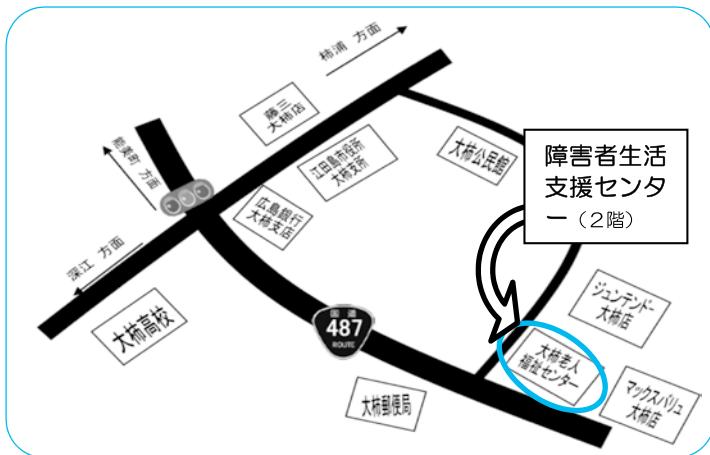 柿浦 方面
藤三
大柿店
能美町 方面
江田島市役所
大柿支所
大柿公民館
障害者生活
支援センタ
ー（２階）
広島銀行
大柿支店
深江 方面
ジュンテンドー
大柿店
大柿高校
国道
487
ROUTE
大柿老人
福祉センター
マックスバリュ
大柿店
大柿郵便局